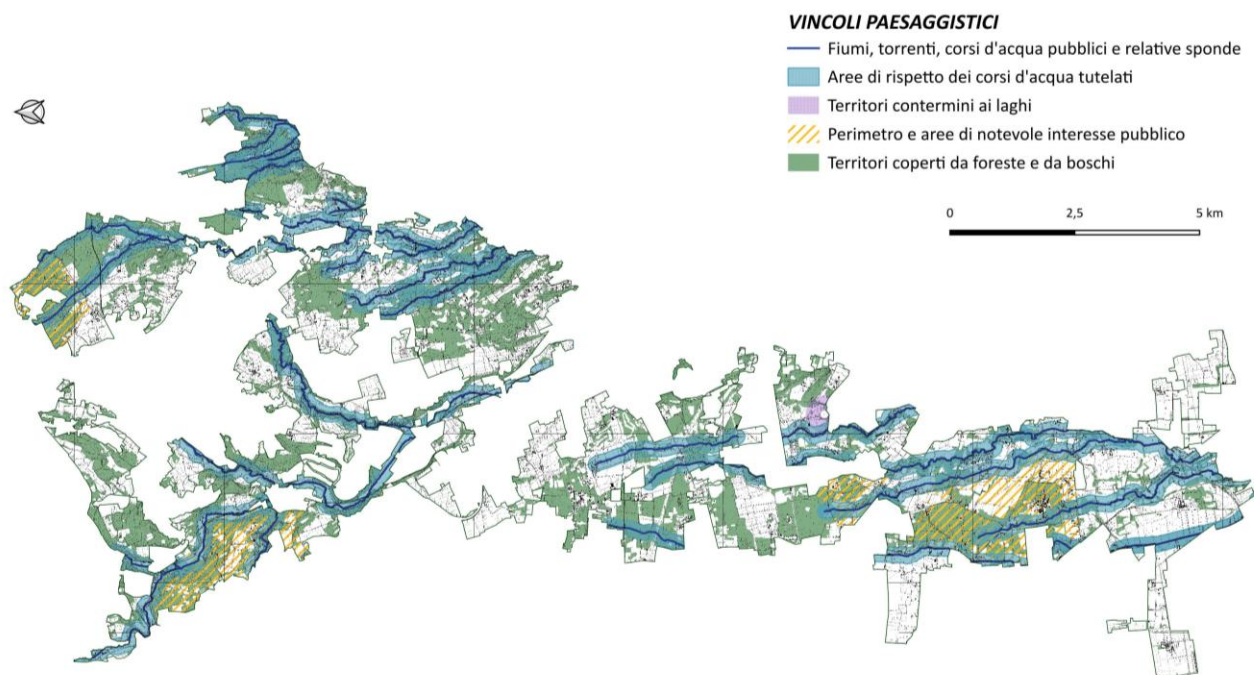 VINCOLI PAESAGGISTICI
Fiumi, torrenti, corsi d'acqua pubblici e relative sponde
Aree di rispetto dei corsi d'acqua tutelati
Territori contermini ai laghi
Perimetro e aree di notevole interesse pubblico
Territori coperti da foreste e da boschi
0 2,5 5 km